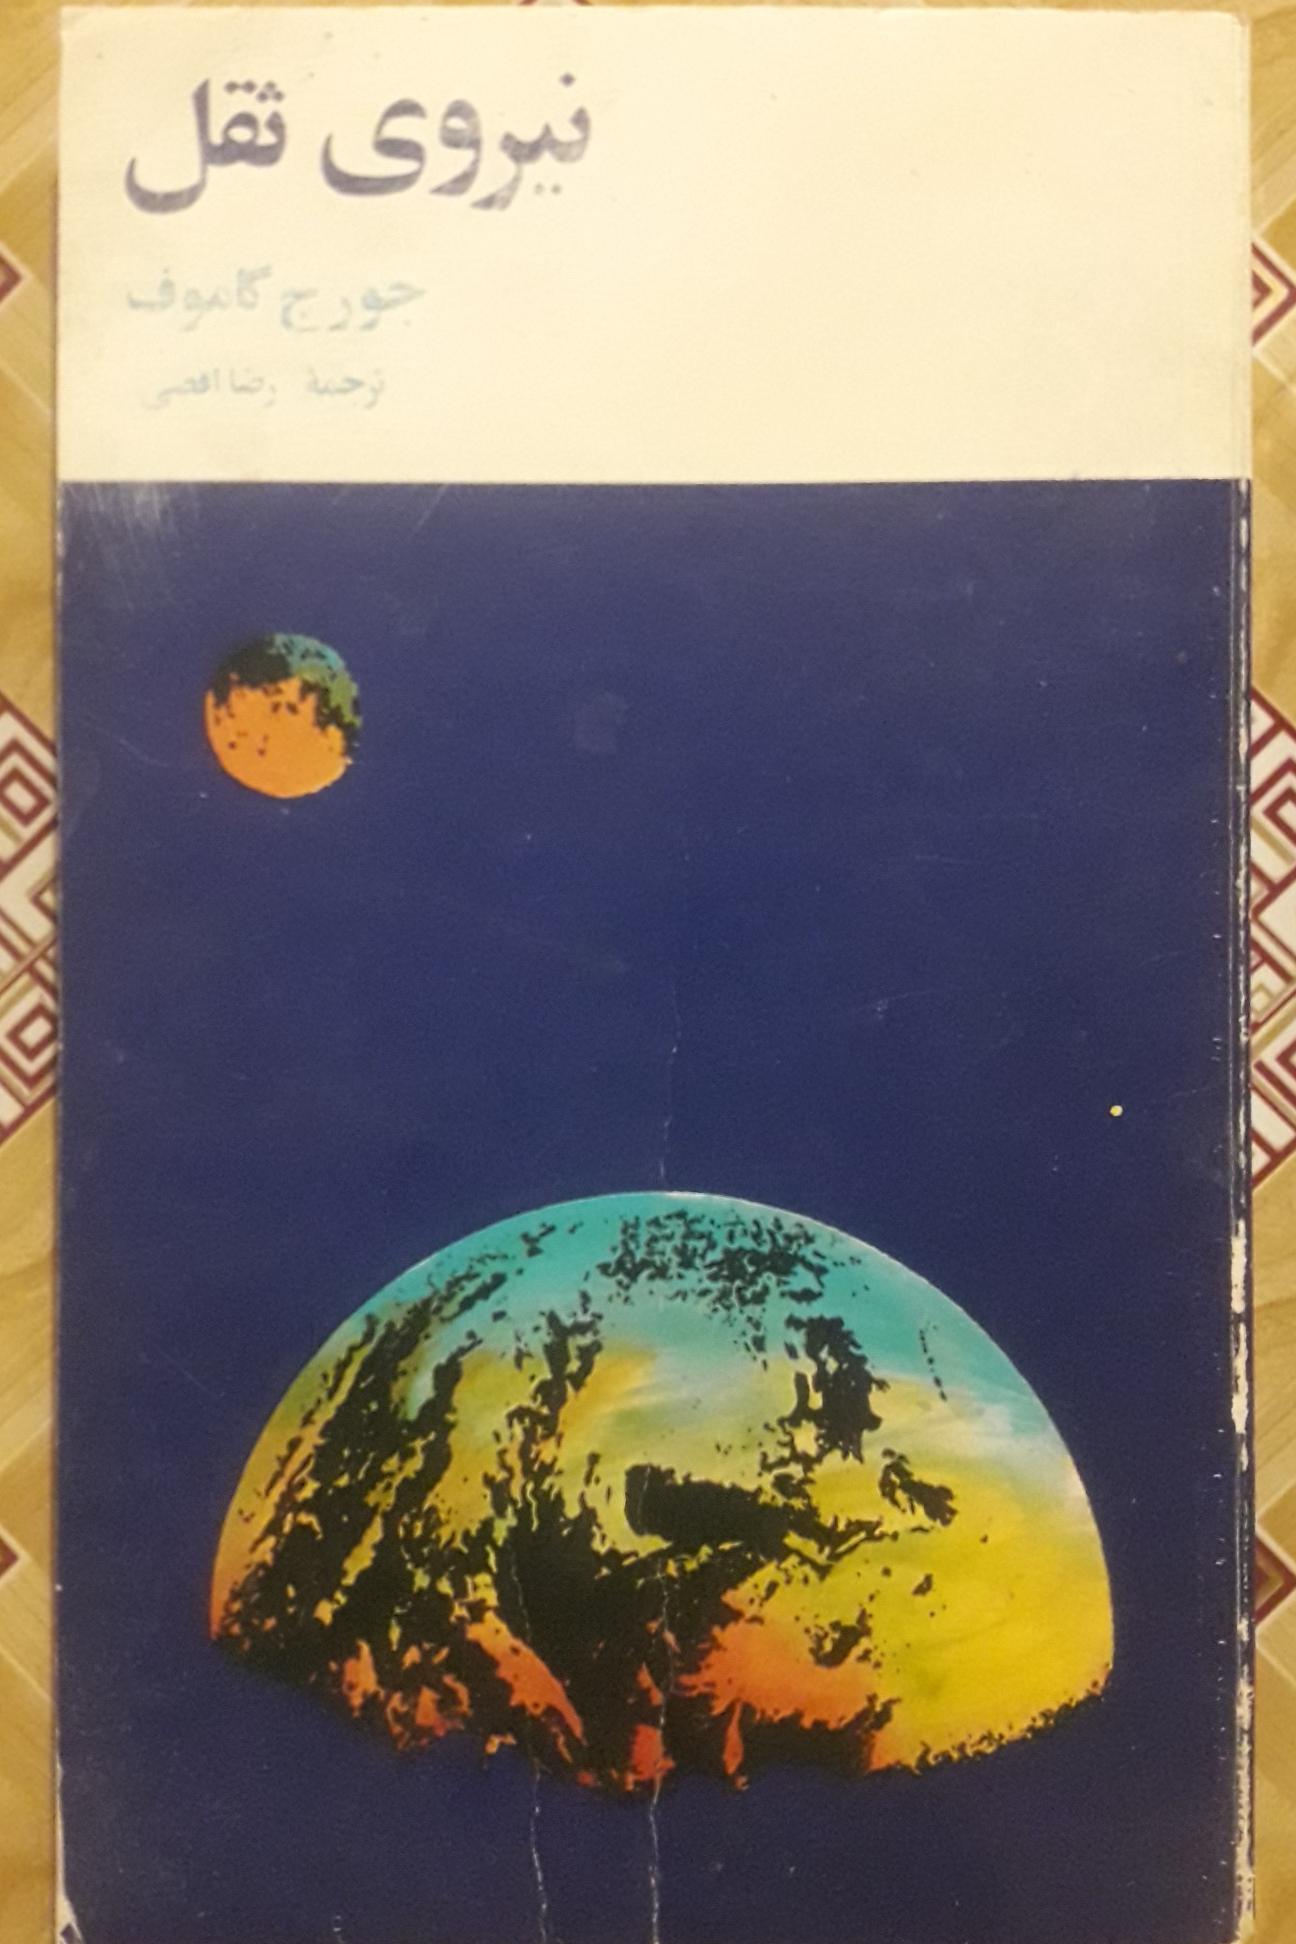 نیروی ثقل
جورج گاموف
ترجمهٔ رضا اقصی